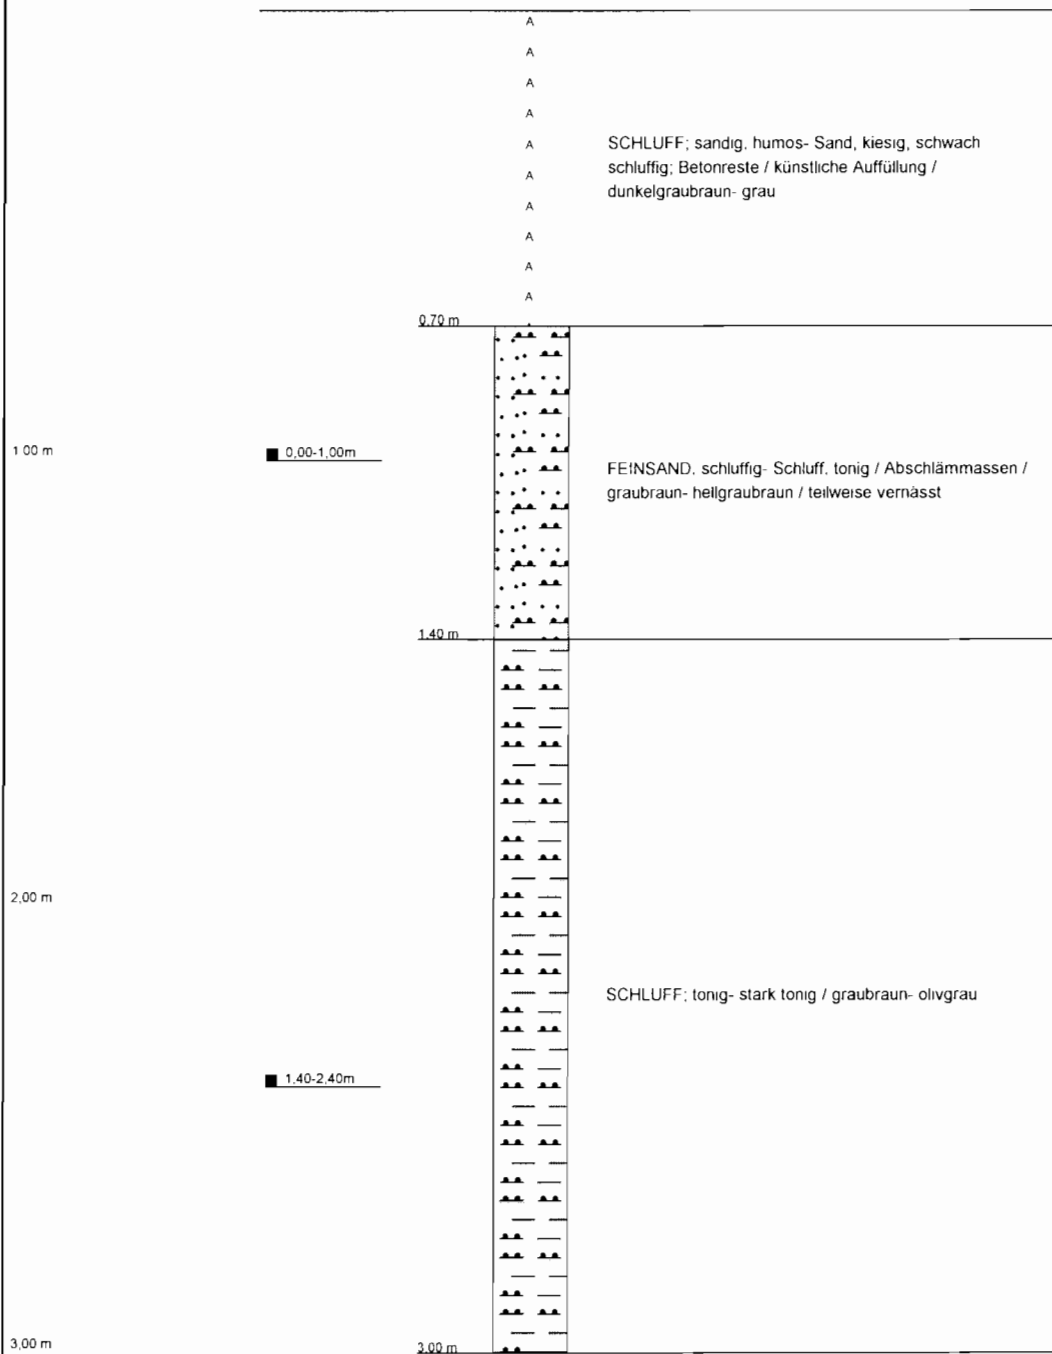 A
A
A
A
A
A
A
A
A
A
SCHLUFF; sandig, humos- Sand, kiesig, schwach
schluffig; Betonreste / künstliche Auffüllung /
dunkelgraubraun- grau
0,70 m
1 00 m
0,00-1,00m
FEINSAND, schluffig- Schluff, tonig / Abschlämmassen /
graubraun- hellgraubraun / teilweise vernässt
1,40 m
2,00 m
SCHLUFF; tonig- stark tonig / graubraun- olivgrau
1,40-2,40m
3,00 m
3,00 m